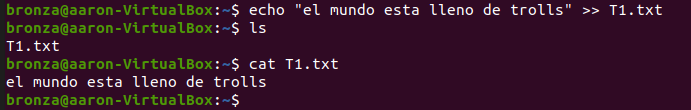 bronza@aaron-VirtualBox:~$ echo "el mundo esta lleno de trolls" >> T1.txt
bronza@aaron-VirtualBox:~$ ls
T1.txt
bronza@aaron-VirtualBox:~$ cat T1.txt
el mundo esta lleno de trolls
bronza@aaron-VirtualBox:~$